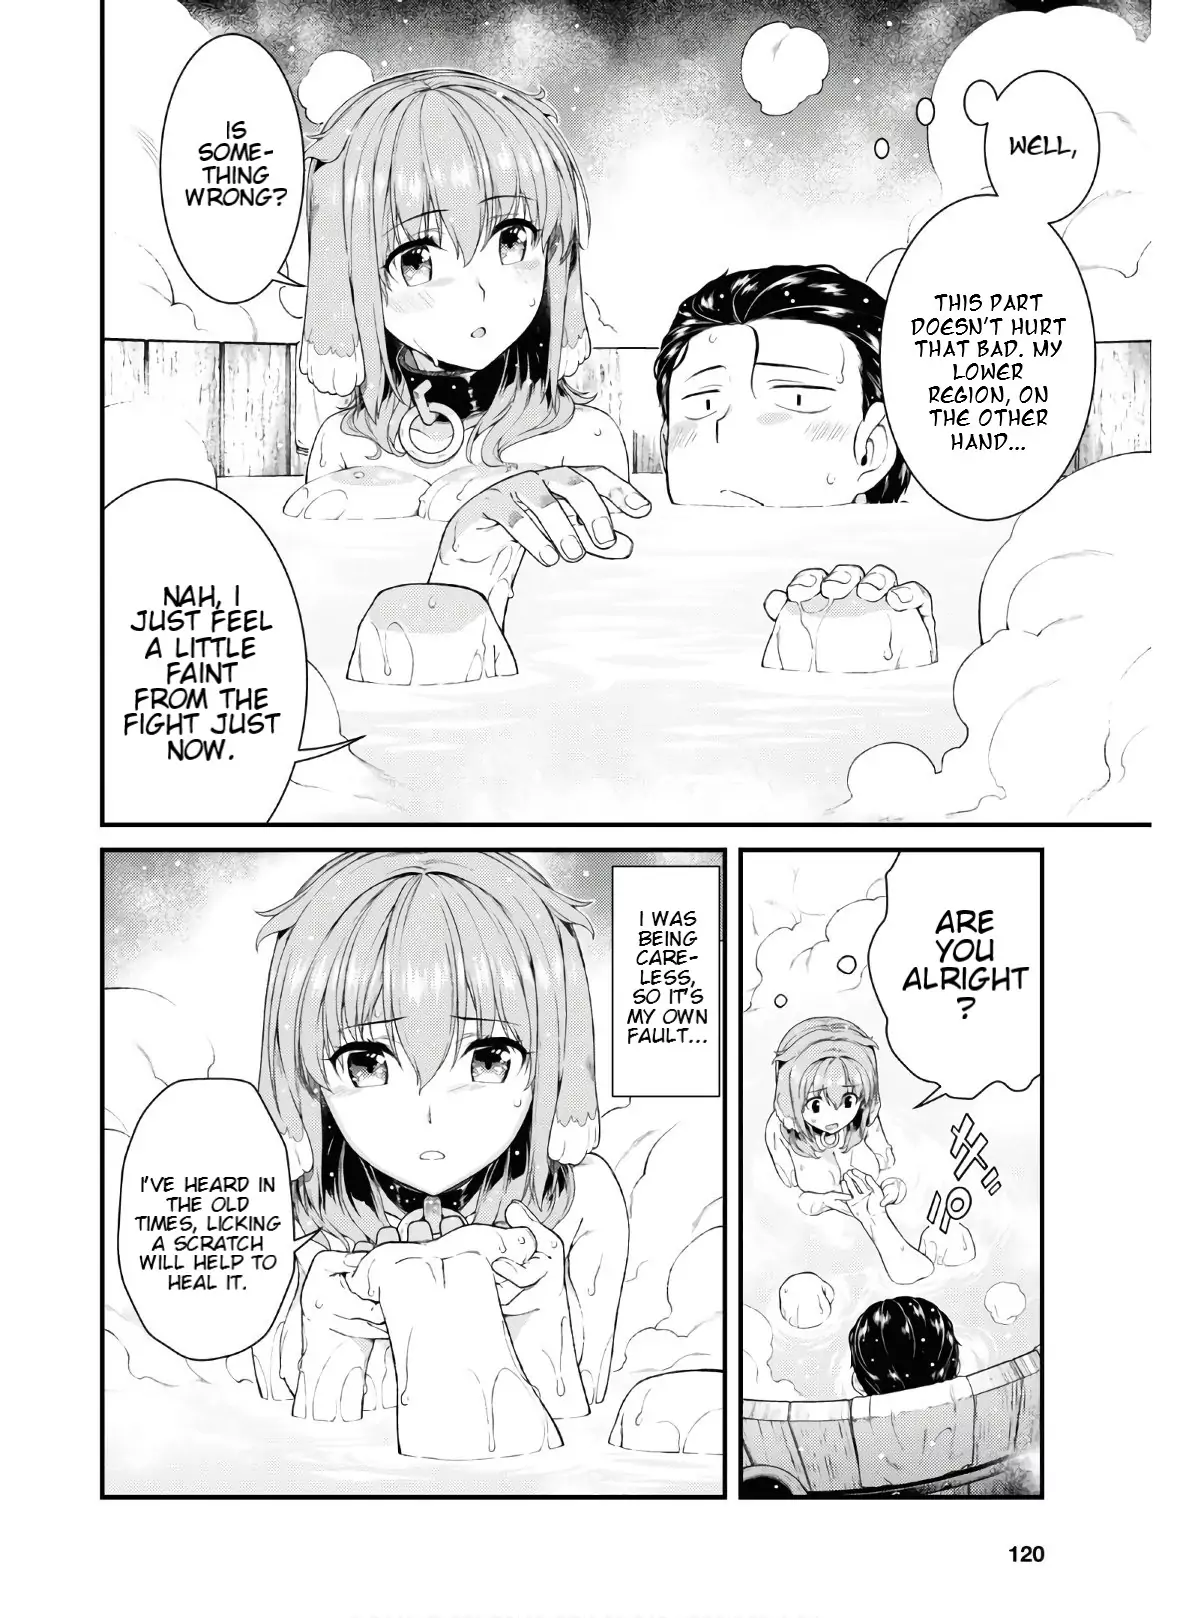 WELL,
THIS PART
DOESN'T HURT
THAT BAD. MY
LOWER
REGION, ON
THE OTHER
HAND...
IS
SOME-
THING
WRONG?
NAH, I
JUST FEEL
A LITTLE
FAINT
FROM THE
FIGHT JUST
NOW.
ARE
YOU
ALRIGHT
?
I WAS
BEING
CARE-
LESS,
SO IT'S
MY OWN
FAULT...
I'VE HEARD IN
THE OLD
TIMES, LICKING
A SCRATCH
WILL HELP TO
HEAL IT.
120